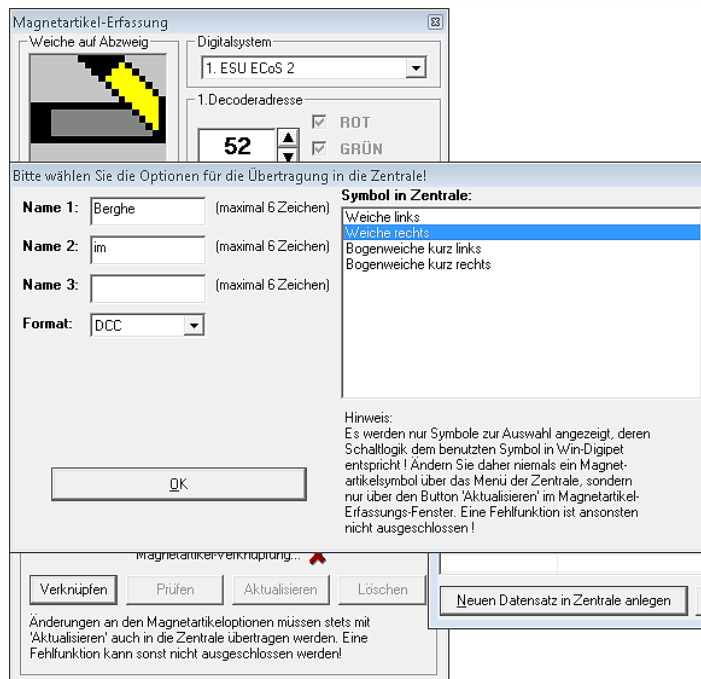 Magnetartikel-Erfassung
Weiche auf Abzweig
Digitalsystem
1. ESU ECoS 2
1.Decoderadresse
52
ROT
GRÜN
Bitte wählen Sie die Optionen für die Übertragung in die Zentrale!
Name 1: Berghe (maximal 6 Zeichen)
Name 2: im (maximal 6 Zeichen)
Name 3: (maximal 6 Zeichen)
Format: DCC
OK
Symbol in Zentrale:
Weiche links
Weiche rechts
Bogenweiche kurz links
Bogenweiche kurz rechts
Hinweis:
Es werden nur Symbole zur Auswahl angezeigt, deren
Schaltlogik dem benutzten Symbol in Win-Digipet
entspricht ! Ändern Sie daher niemals ein Magnet-
artikelsymbol über das Menü der Zentrale, sondern
nur über den Button 'Aktualisieren' im Magnetartikel-
Erfassungs-Fenster. Eine Fehlfunktion ist ansonsten
nicht ausgeschlossen !
Magnetartikel-Verknüpfung...
Verknüpfen Prüfen Aktualisieren Löschen
Neuen Datensatz in Zentrale anlegen
Änderungen an den Magnetartikeloptionen müssen stets mit
'Aktualisieren' auch in die Zentrale übertragen werden. Eine
Fehlfunktion kann sonst nicht ausgeschlossen werden!